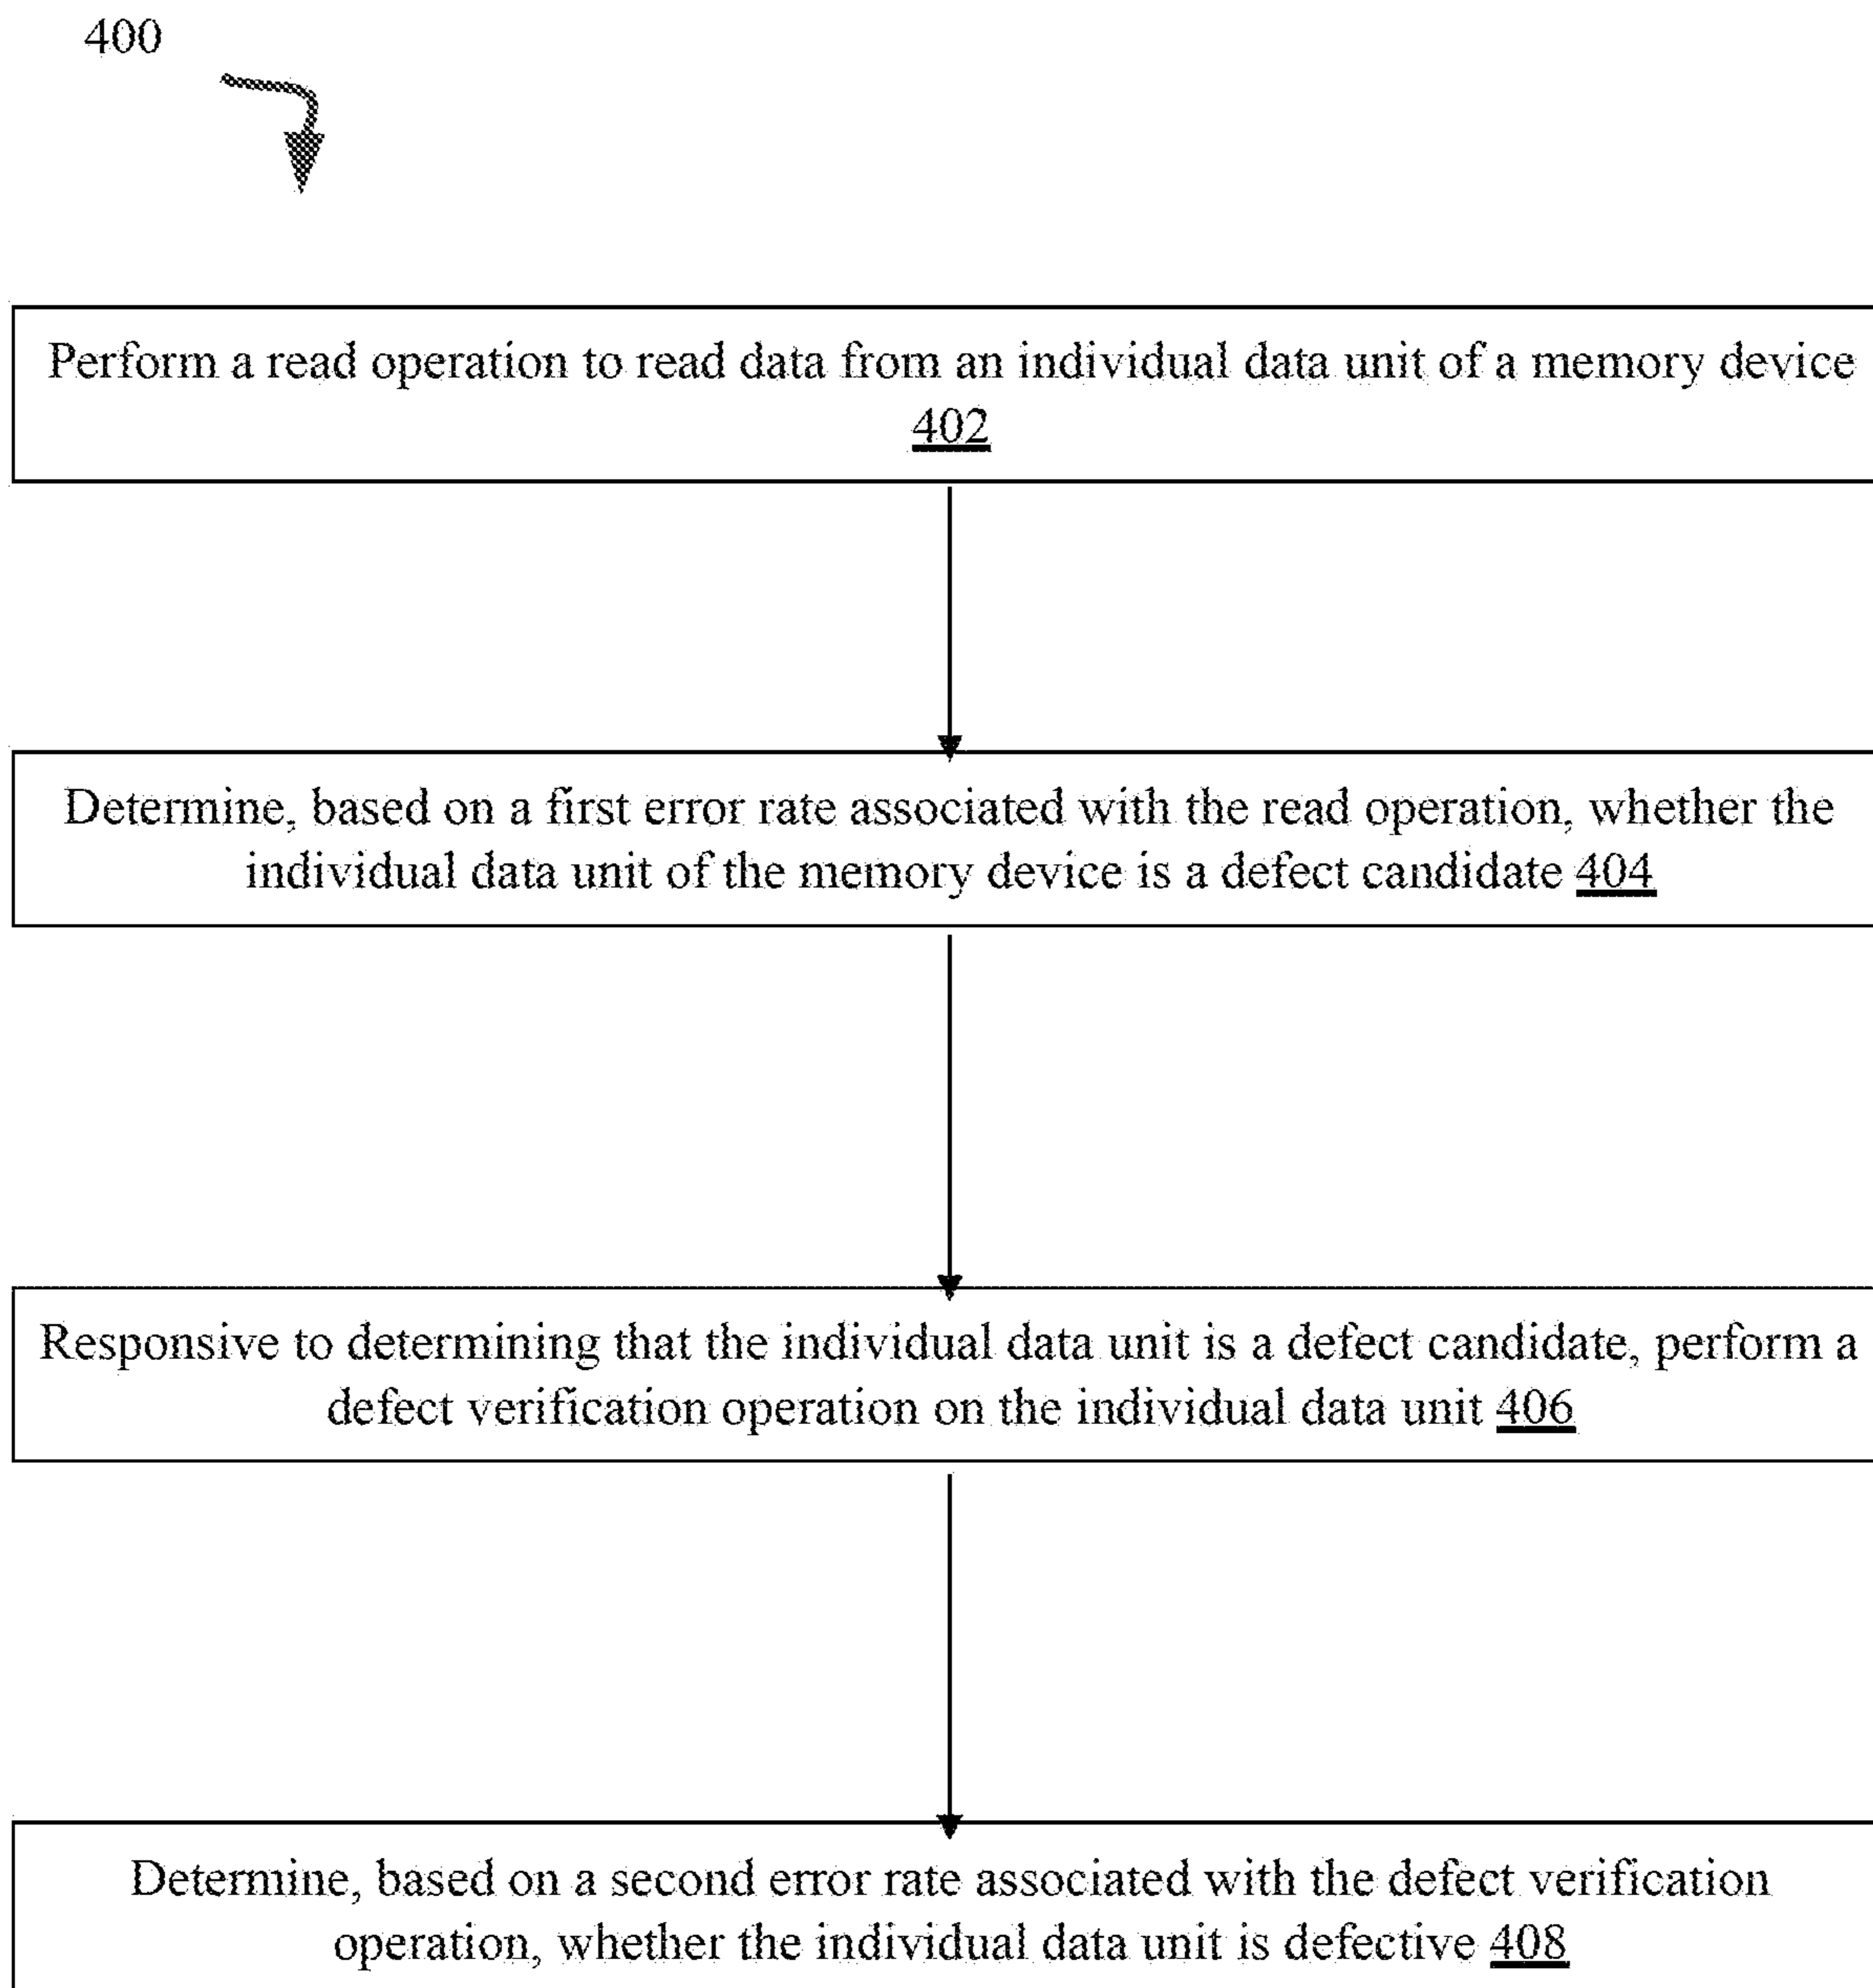 400
Perform a read operation to read data from an individual data unit of a memory device
402
Determine, based on a first error rate associated with the read operation, whether the
individual data unit of the memory device is a defect candidate 404
Responsive to determining that the individual data unit is a defect candidate, perform a
defect verification operation on the individual data unit 406
Determine, based on a second error rate associated with the defect verification
operation, whether the individual data unit is defective 408